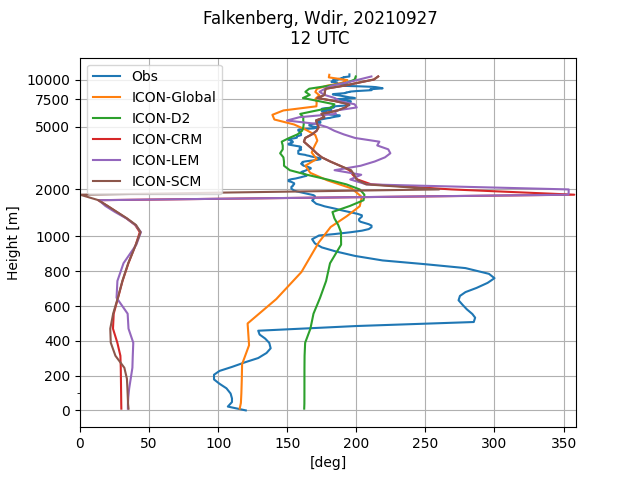 Falkenberg, Wdir, 20210927
12 UTC
Obs
ICON-Global
ICON-D2
ICON-CRM
ICON-LEM
ICON-SCM
10000
7500
5000
2000
1000
800
600
400
200
0
Height [m]
0 50 100 150 200 250 300 350
[deg]